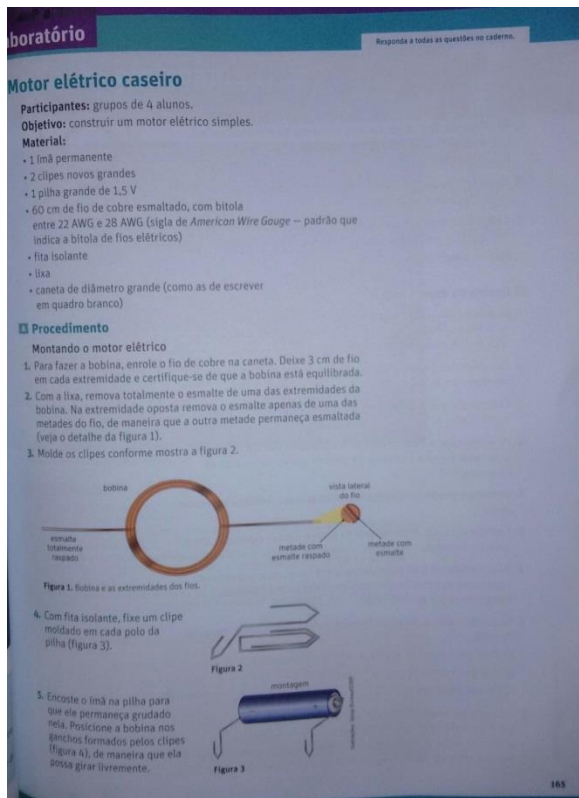 aboratório
Responda a todas as questões no caderno.
Motor elétrico caseiro
Participantes: grupos de 4 alunos.
Objetivo: construir um motor elétrico simples.
Material:
• 1 ímã permanente
• 2 clipes novos grandes
• 1 pilha grande de 1,5 V
• 60 cm de fio de cobre esmaltado, com bitola
entre 22 AWG e 28 AWG (sigla de American Wire Gouge — padrão que
indica a bitola de fios elétricos)
• fita isolante
• lixa
• caneta de diâmetro grande (como as de escrever
em quadro branco)
Procedimento
Montando o motor elétrico
1. Para fazer a bobina, enrole o fio de cobre na caneta. Deixe 3 cm de fio
em cada extremidade e certifique-se de que a bobina está equilibrada.
2. Com a lixa, remova totalmente o esmalte de uma das extremidades da
bobina. Na extremidade oposta remova o esmalte apenas de uma das
metades do fio, de maneira que a outra metade permaneça esmaltada
(veja o detalhe da figura 1).
3. Molde os clipes conforme mostra a figura 2.
bobina
vista lateral
do fio
esmalte
totalmente
raspado
metade com
esmalte raspado
metade com
esmalte
Figura 1. Bobina e as extremidades dos fios.
4. Com fita isolante, fixe um clipe
moldado em cada polo da
pilha (figura 3).
Figura 2
5. Encoste o ímã na pilha para
que ele permaneça grudado
nela. Posicione a bobina nos
ganchos formados pelos clipes
(figura 4), de maneira que ela
possa girar livremente.
montagem
Figura 3
165